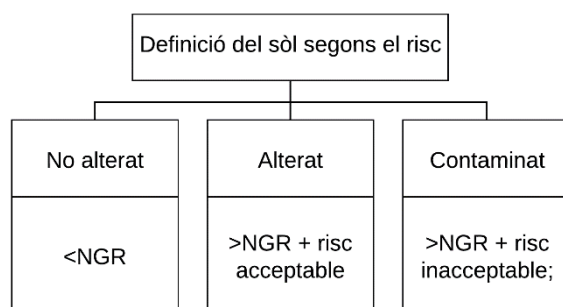 Definició del sòl segons el risc
No alterat
Alterat
Contaminat
<NGR
>NGR + risc
acceptable
>NGR + risc
inacceptable;